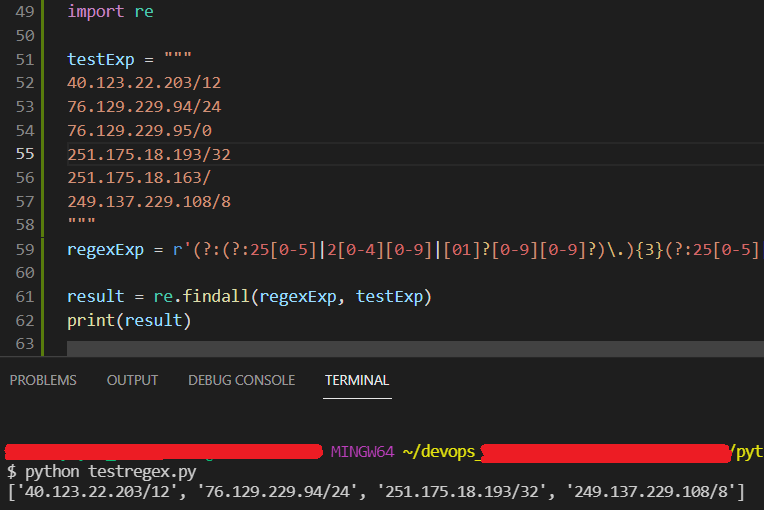 49 import re
50
51 testExp = """
52 40.123.22.203/12
53 76.129.229.94/24
54 76.129.229.95/0
55 251.175.18.193/32
56 251.175.18.163/
57 249.137.229.108/8
58 """
59 regexExp = r'(?:(?:25[0-5]|2[0-4][0-9]|[01]?[0-9][0-9]?)\.){3}(?:25[0-5]
60
61 result = re.findall(regexExp, testExp)
62 print(result)
63
PROBLEMS OUTPUT DEBUG CONSOLE TERMINAL
MINGW64 ~/devops_ /pyt
$ python testregex.py
['40.123.22.203/12', '76.129.229.94/24', '251.175.18.193/32', '249.137.229.108/8']